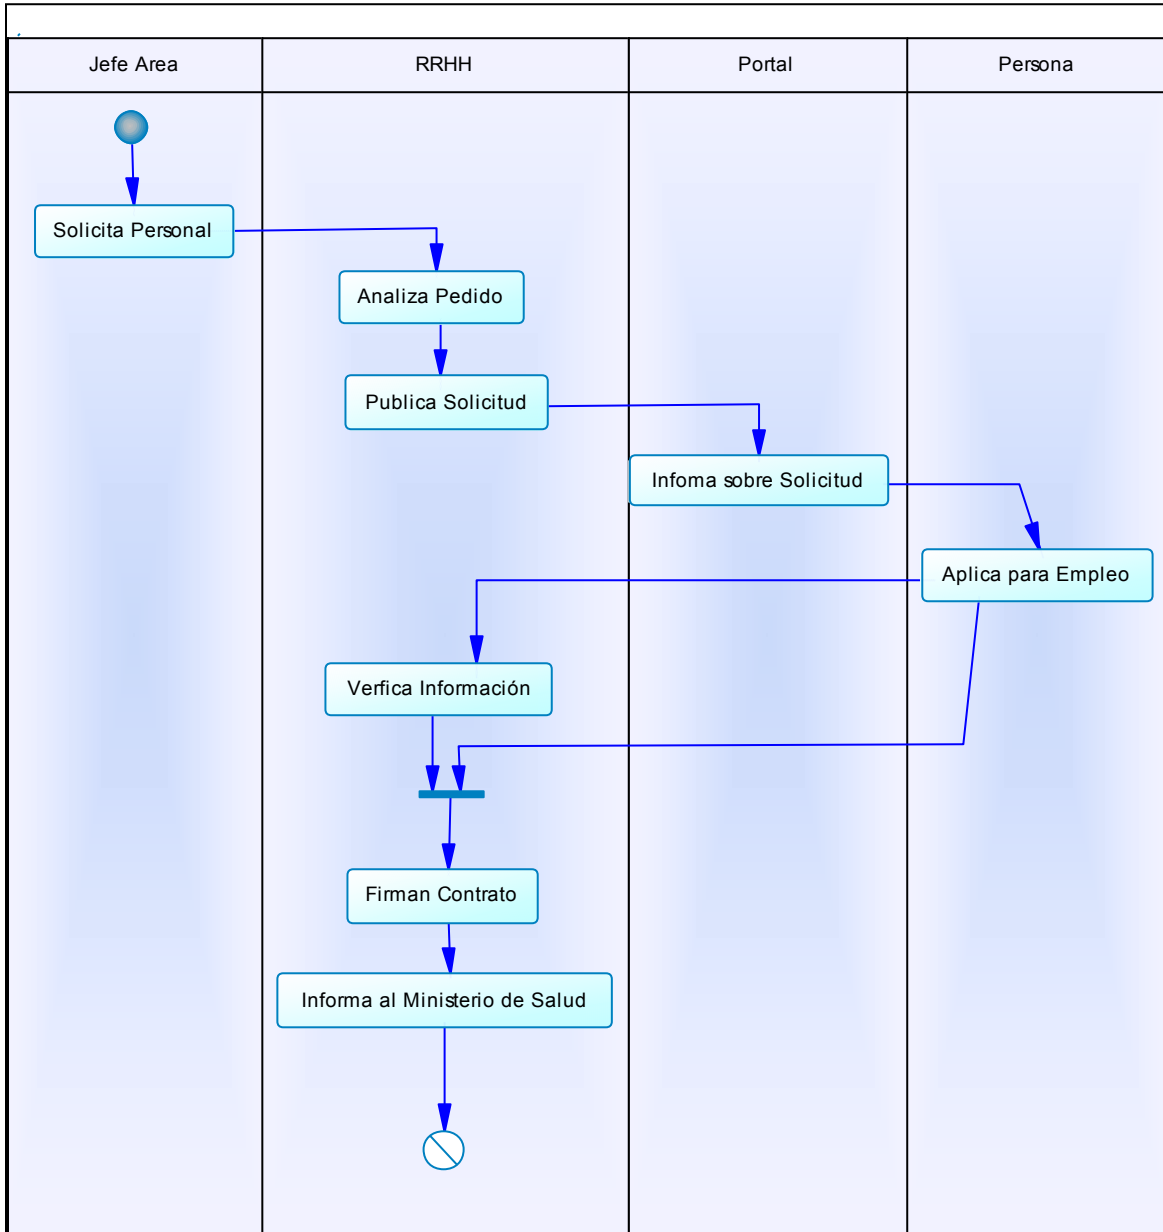 Jefe Area
RRHH
Portal
Persona
Solicita Personal
Analiza Pedido
Publica Solicitud
Infoma sobre Solicitud
Aplica para Empleo
Verfica Información
Firman Contrato
Informa al Ministerio de Salud